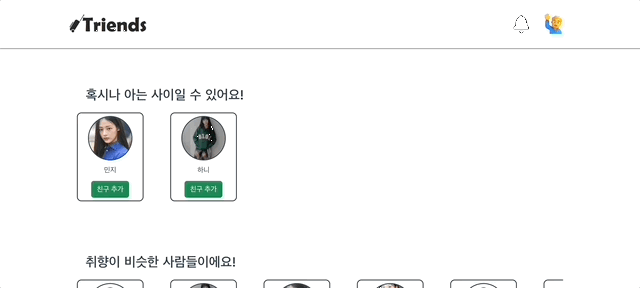 Triends
혹시나 아는 사이일 수 있어요!
민지
하니
친구 추가
친구 추가
취향이 비슷한 사람들이에요!